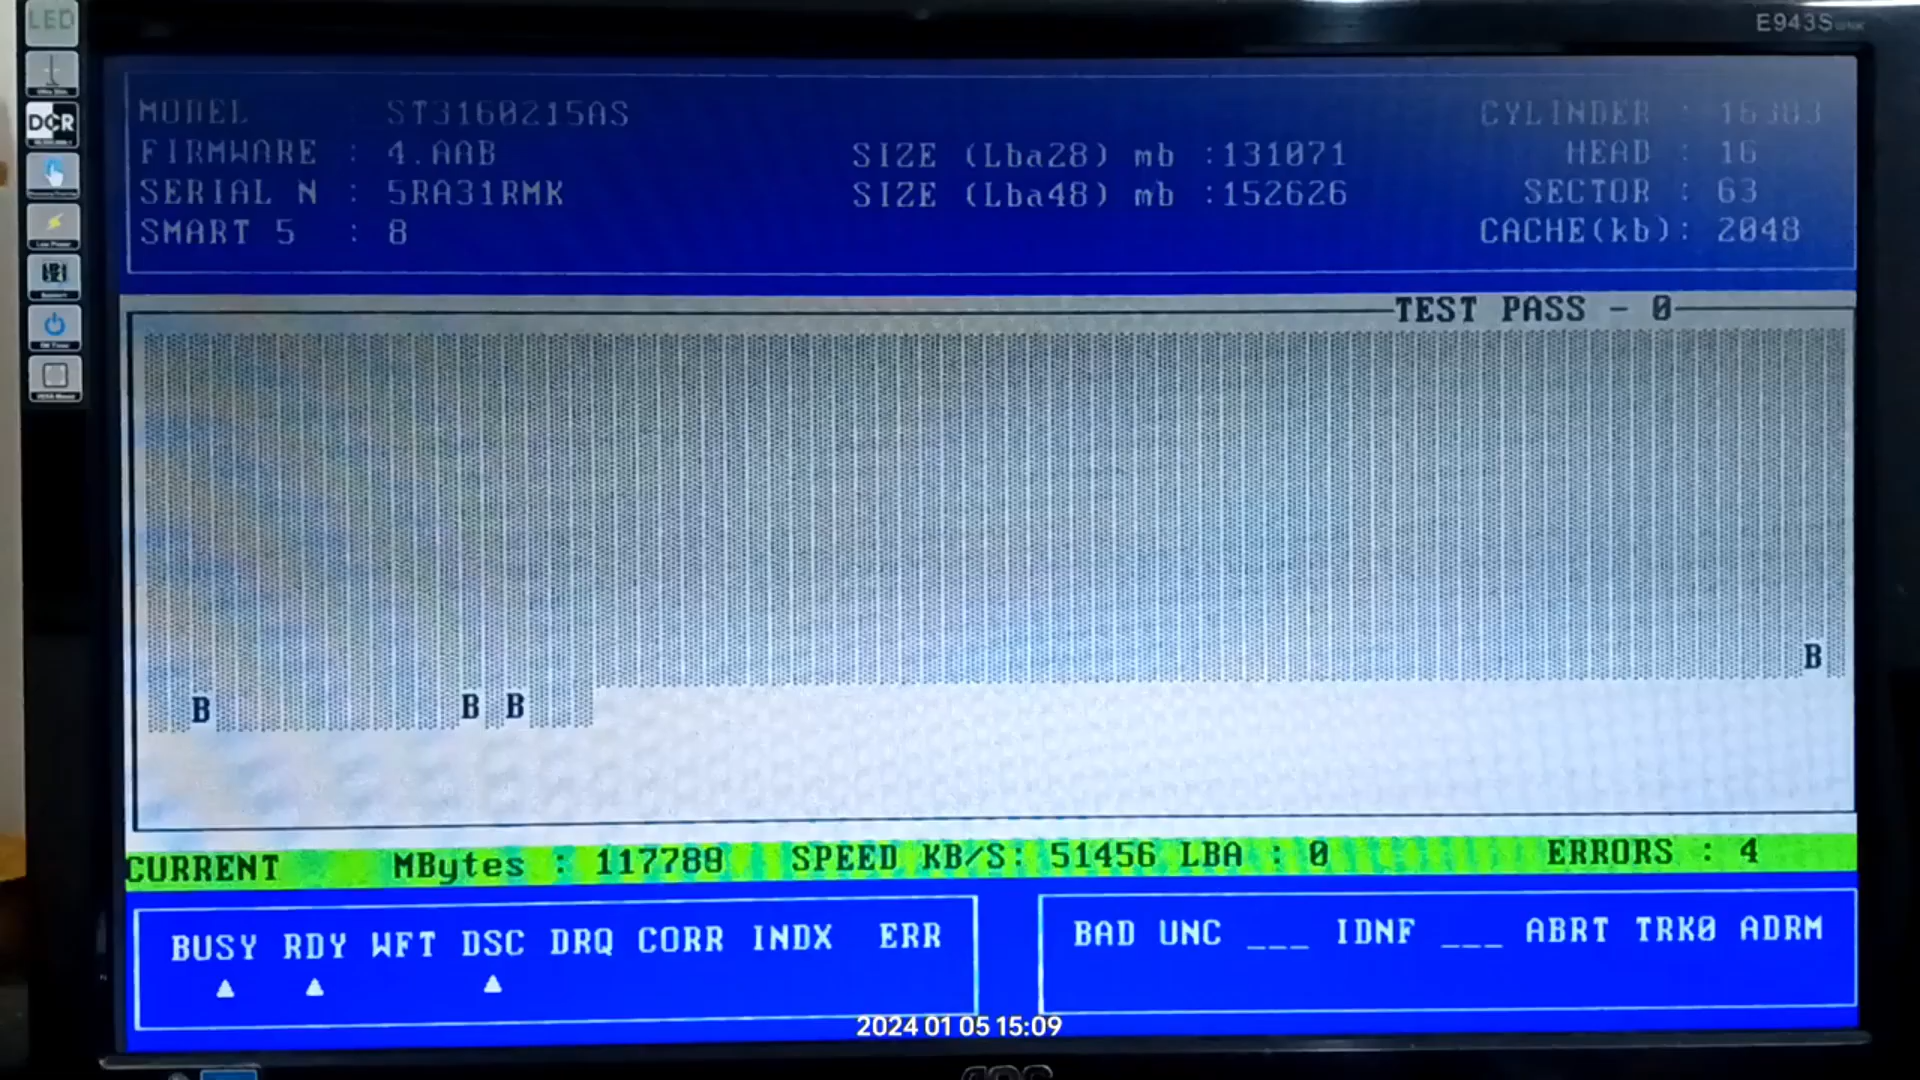 LED
E943S
DCR
MODEL ST3160215AS CYLINDER : 16383
FIRMWARE : 4.AAB SIZE (Lba28) mb :131071 HEAD : 16
SERIAL N : 5RA31RMK SIZE (Lba48) mb :152626 SECTOR : 63
SMART 5 : 8 CACHE(kb): 2048
TEST PASS - 0
B
B B B
CURRENT MBytes : 117788 SPEED KB/S: 51456 LBA : 0 ERRORS : 4
BUSY RDY WFT DSC DRQ CORR INDX ERR
BAD UNC ___ IDNF ___ ABRT TRK0 ADRM
2024 01 05 15:09